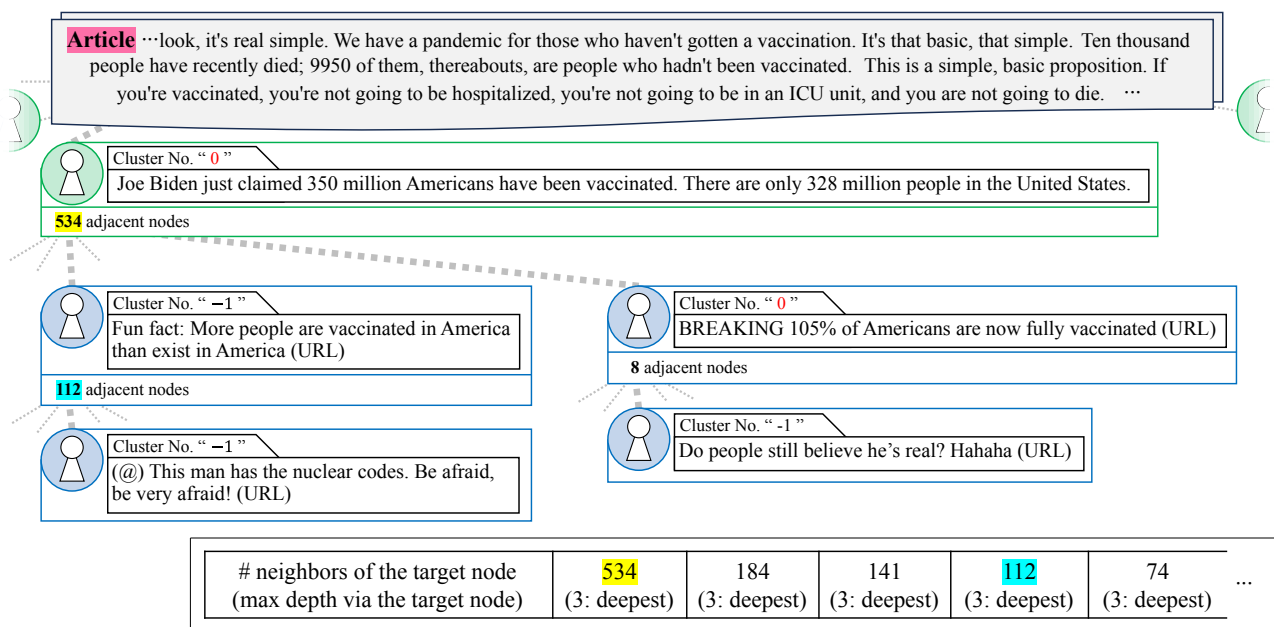 Article ···look, it's real simple. We have a pandemic for those who haven't gotten a vaccination. It's that basic, that simple. Ten thousand
people have recently died; 9950 of them, thereabouts, are people who hadn't been vaccinated. This is a simple, basic proposition. If
you're vaccinated, you're not going to be hospitalized, you're not going to be in an ICU unit, and you are not going to die. ···
Cluster No. “ 0 ”
Joe Biden just claimed 350 million Americans have been vaccinated. There are only 328 million people in the United States.
534 adjacent nodes
Cluster No. “ −1 ”
Fun fact: More people are vaccinated in America
than exist in America (URL)
112 adjacent nodes
Cluster No. “ −1 ”
(@) This man has the nuclear codes. Be afraid,
be very afraid! (URL)
Cluster No. “ 0 ”
BREAKING 105% of Americans are now fully vaccinated (URL)
8 adjacent nodes
Cluster No. “ -1 ”
Do people still believe he’s real? Hahaha (URL)
# neighbors of the target node 534 184 141 112 74 ...
(max depth via the target node) (3: deepest) (3: deepest) (3: deepest) (3: deepest) (3: deepest)